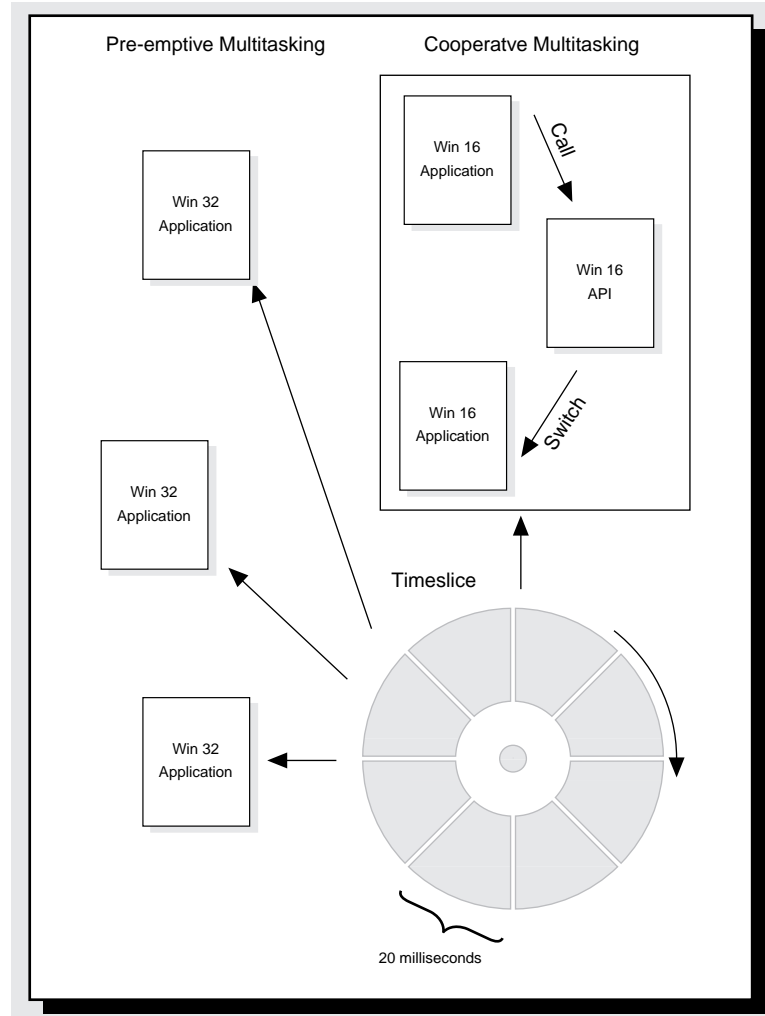 Pre-emptive Multitasking
Cooperatve Multitasking
Win 16
Application
Call
Win 32
Application
Win 16
API
Win 16
Application
Switch
Win 32
Application
Timeslice
Win 32
Application
20 milliseconds